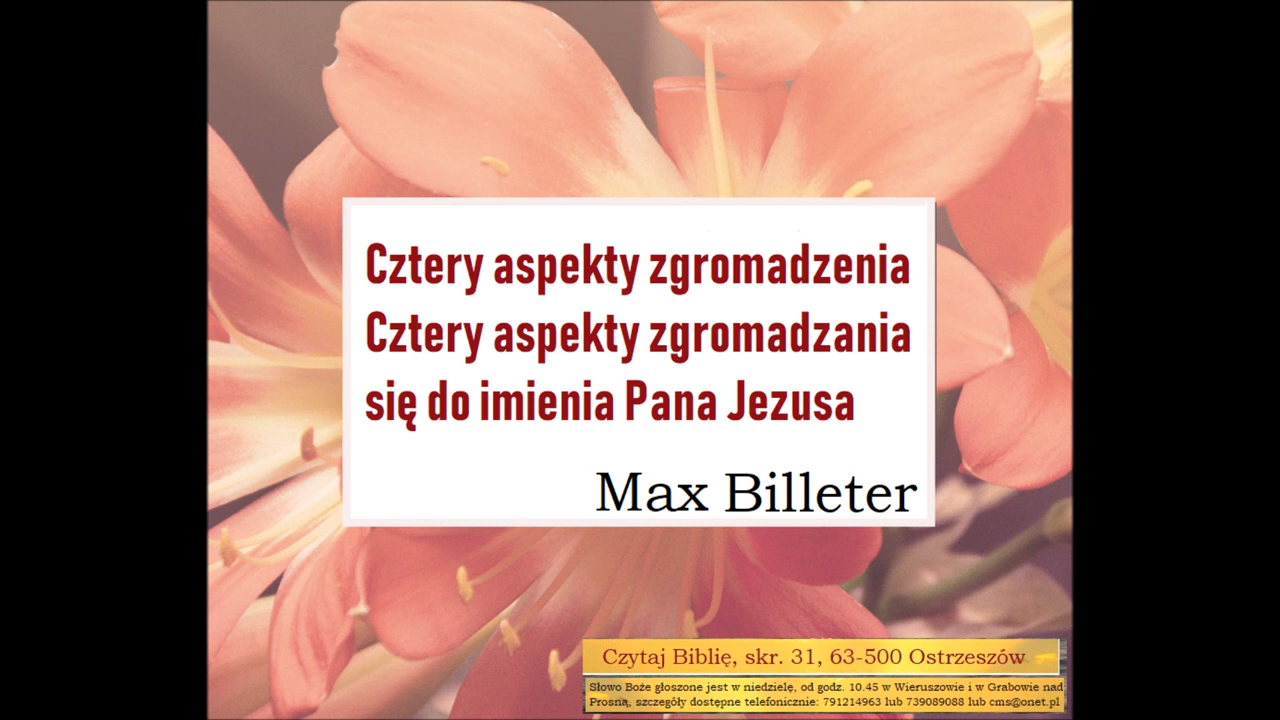 Cztery aspekty zgromadzenia
Cztery aspekty zgromadzania
się do imienia Pana Jezusa
Max Billeter
Czytaj Biblię, skr. 31, 63-500 Ostrzeszów
Słowo Boże głoszone jest w niedzielę, od godz. 10.45 w Wieruszowie i w Grabowie nad
Prosną, szczegóły dostępne telefonicznie: 791214963 lub 739089088 lub cms@onet.pl